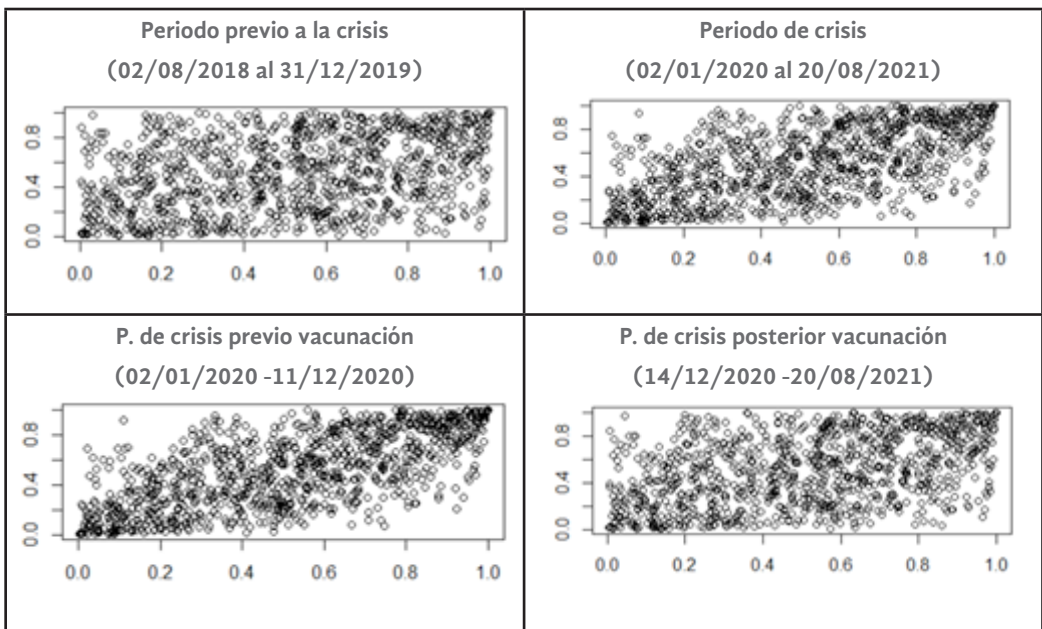 Periodo previo a la crisis
(02/08/2018 al 31/12/2019)
0.8
0.4
0.0
0.0 0.2 0.4 0.6 0.8 1.0
Periodo de crisis
(02/01/2020 al 20/08/2021)
0.8
0.4
0.0
0.0 0.2 0.4 0.6 0.8 1.0
P. de crisis previo vacunación
(02/01/2020 -11/12/2020)
0.8
0.4
0.0
0.0 0.2 0.4 0.6 0.8 1.0
P. de crisis posterior vacunación
(14/12/2020 -20/08/2021)
0.8
0.4
0.0
0.0 0.2 0.4 0.6 0.8 1.0